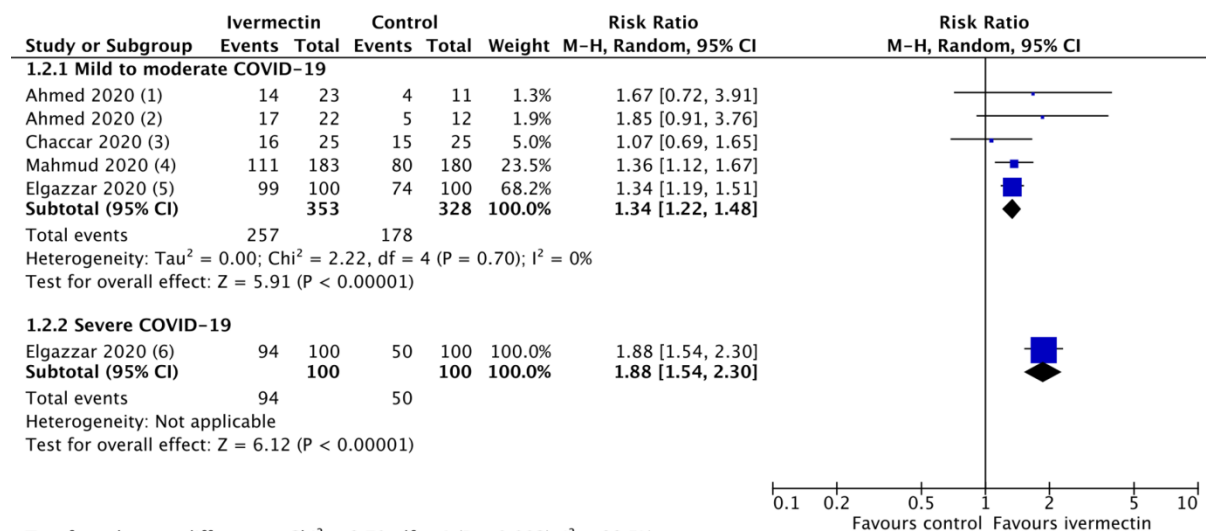 Ivermectin Control Risk Ratio Risk Ratio
Study or Subgroup Events Total Events Total Weight M-H, Random, 95% CI M-H, Random, 95% CI
1.2.1 Mild to moderate COVID-19
Ahmed 2020 (1) 14 23 4 11 1.3% 1.67 [0.72, 3.91]
Ahmed 2020 (2) 17 22 5 12 1.9% 1.85 [0.91, 3.76]
Chaccar 2020 (3) 16 25 15 25 5.0% 1.07 [0.69, 1.65]
Mahmud 2020 (4) 111 183 80 180 23.5% 1.36 [1.12, 1.67]
Elgazzar 2020 (5) 99 100 74 100 68.2% 1.34 [1.19, 1.51]
Subtotal (95% CI) 353 328 100.0% 1.34 [1.22, 1.48]
Total events 257 178
Heterogeneity: Tau² = 0.00; Chi² = 2.22, df = 4 (P = 0.70); I² = 0%
Test for overall effect: Z = 5.91 (P < 0.00001)
1.2.2 Severe COVID-19
Elgazzar 2020 (6) 94 100 50 100 100.0% 1.88 [1.54, 2.30]
Subtotal (95% CI) 100 100 100.0% 1.88 [1.54, 2.30]
Total events 94 50
Heterogeneity: Not applicable
Test for overall effect: Z = 6.12 (P < 0.00001)
0.1 0.2 0.5 1 2 5 10
Favours control Favours ivermectin